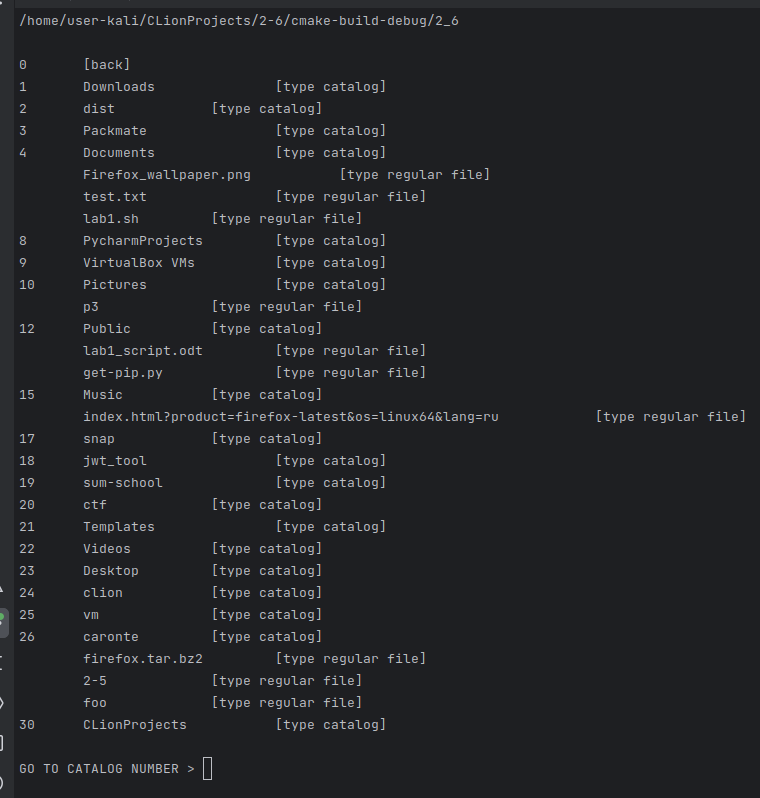 /home/user-kali/CLionProjects/2-6/cmake-build-debug/2_6
0 [back]
1 Downloads [type catalog]
2 dist [type catalog]
3 Packmate [type catalog]
4 Documents [type catalog]
Firefox_wallpaper.png [type regular file]
test.txt [type regular file]
lab1.sh [type regular file]
8 PycharmProjects [type catalog]
9 VirtualBox VMs [type catalog]
10 Pictures [type catalog]
p3 [type regular file]
12 Public [type catalog]
lab1_script.odt [type regular file]
get-pip.py [type regular file]
15 Music [type catalog]
index.html?product=firefox-latest&os=linux64&lang=ru [type regular file]
17 snap [type catalog]
18 jwt_tool [type catalog]
19 sum-school [type catalog]
20 ctf [type catalog]
21 Templates [type catalog]
22 Videos [type catalog]
23 Desktop [type catalog]
24 clion [type catalog]
25 vm [type catalog]
26 caronte [type catalog]
firefox.tar.bz2 [type regular file]
2-5 [type regular file]
foo [type regular file]
30 CLionProjects [type catalog]
GO TO CATALOG NUMBER >